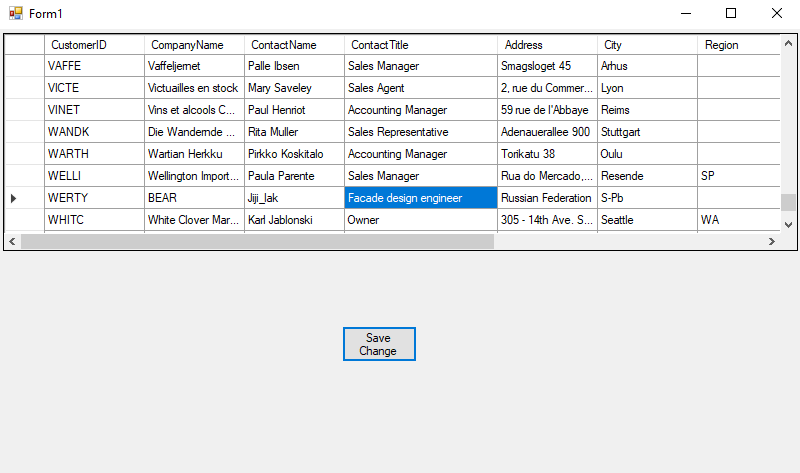 Form1
CustomerID CompanyName ContactName ContactTitle Address City Region
VAFFE Vaffeljernet Palle Ibsen Sales Manager Smagsloget 45 Arhus
VICTE Victuailles en stock Mary Saveley Sales Agent 2, rue du Commer... Lyon
VINET Vins et alcools C... Paul Henriot Accounting Manager 59 rue de l'Abbaye Reims
WANDK Die Wandernde ... Rita Muller Sales Representative Adenauerallee 900 Stuttgart
WARTH Wartian Herkku Pirkko Koskitalo Accounting Manager Torikatu 38 Oulu
WELLI Wellington Import... Paula Parente Sales Manager Rua do Mercado,... Resende SP
WERTY BEAR Jiji_lak Facade design engineer Russian Federation S-Pb
WHITC White Clover Mar... Karl Jablonski Owner 305 - 14th Ave. S... Seattle WA
Save
Change